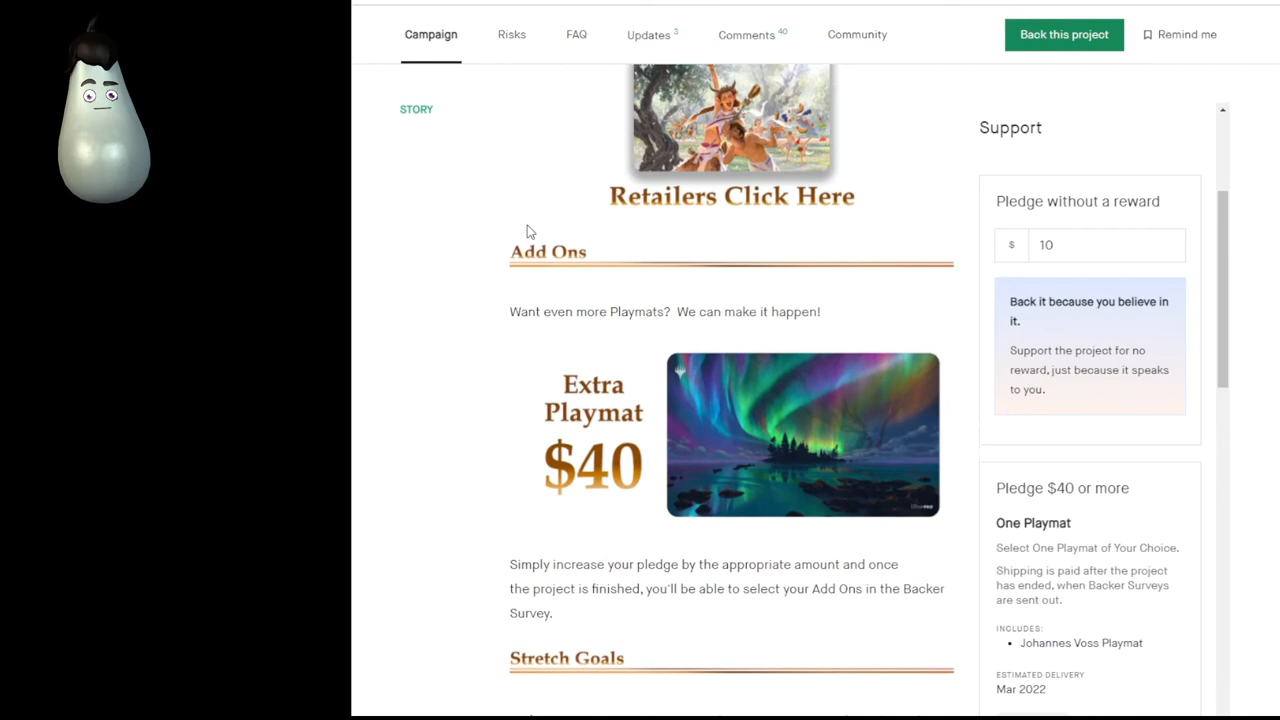 Campaign
Risks
FAQ
Updates 3
Comments 40
Community
Back this project
Remind me
STORY
Retailers Click Here
Add Ons
Want even more Playmats? We can make it happen!
Extra
Playmat
$40
Simply increase your pledge by the appropriate amount and once
the project is finished, you'll be able to select your Add Ons in the Backer
Survey.
Stretch Goals
Support
Pledge without a reward
$ 10
Back it because you believe in
it.
Support the project for no
reward, just because it speaks
to you.
Pledge $40 or more
One Playmat
Select One Playmat of Your Choice.
Shipping is paid after the project
has ended, when Backer Surveys
are sent out.
INCLUDES:
• Johannes Voss Playmat
ESTIMATED DELIVERY
Mar 2022